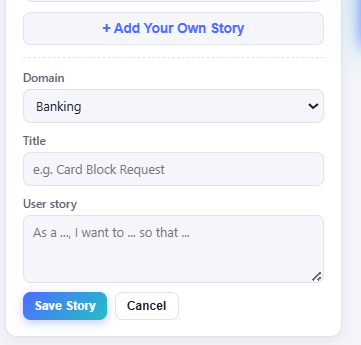 + Add Your Own Story
Domain
Banking
Title
e.g. Card Block Request
User story
As a ..., I want to ... so that ...
Save Story
Cancel